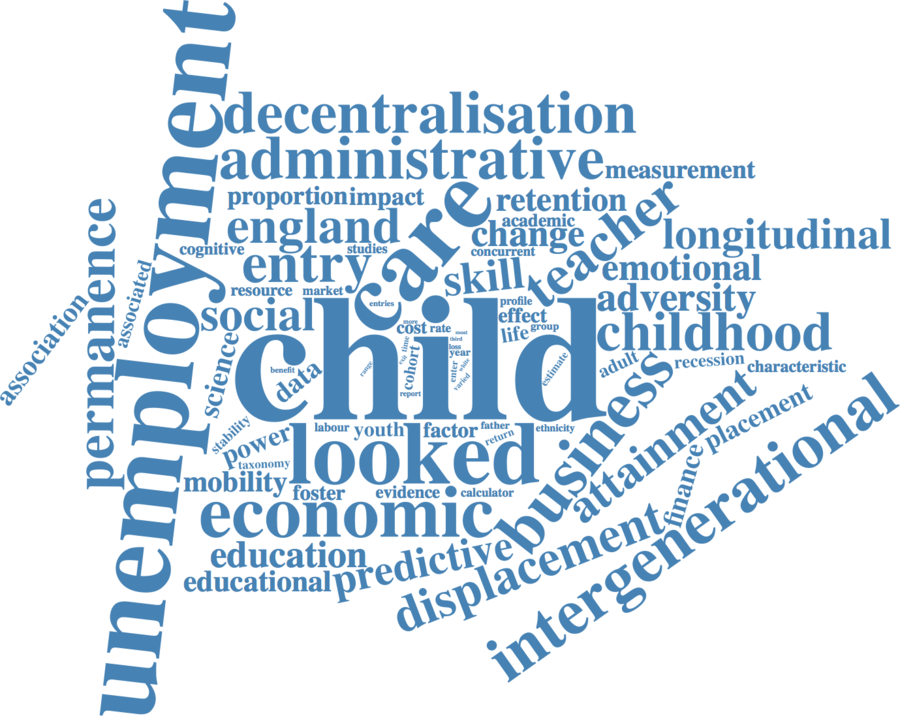 unemployment
decentralisation
administrative
measurement
proportion
impact
care
retention
teacher
academic
england
change
longitudinal
permanence
cognitive
studies
concurrent
entry
skill
emotional
associated
association
resource
market
entries
profile
adversity
social
child
effect
group
life
childhood
more
cost
rate
most
third
loss
year
time
cohort
range
enter
while
varied
report
estimate
adult
recession
characteristic
science
benefit
data
business
stability
power
labour
youth
factor
father
return
ethnicity
looked
taxonomy
attainment
placement
mobility
foster
evidence
calculator
finance
intergenerational
economic
displacement
education
predictive
educational